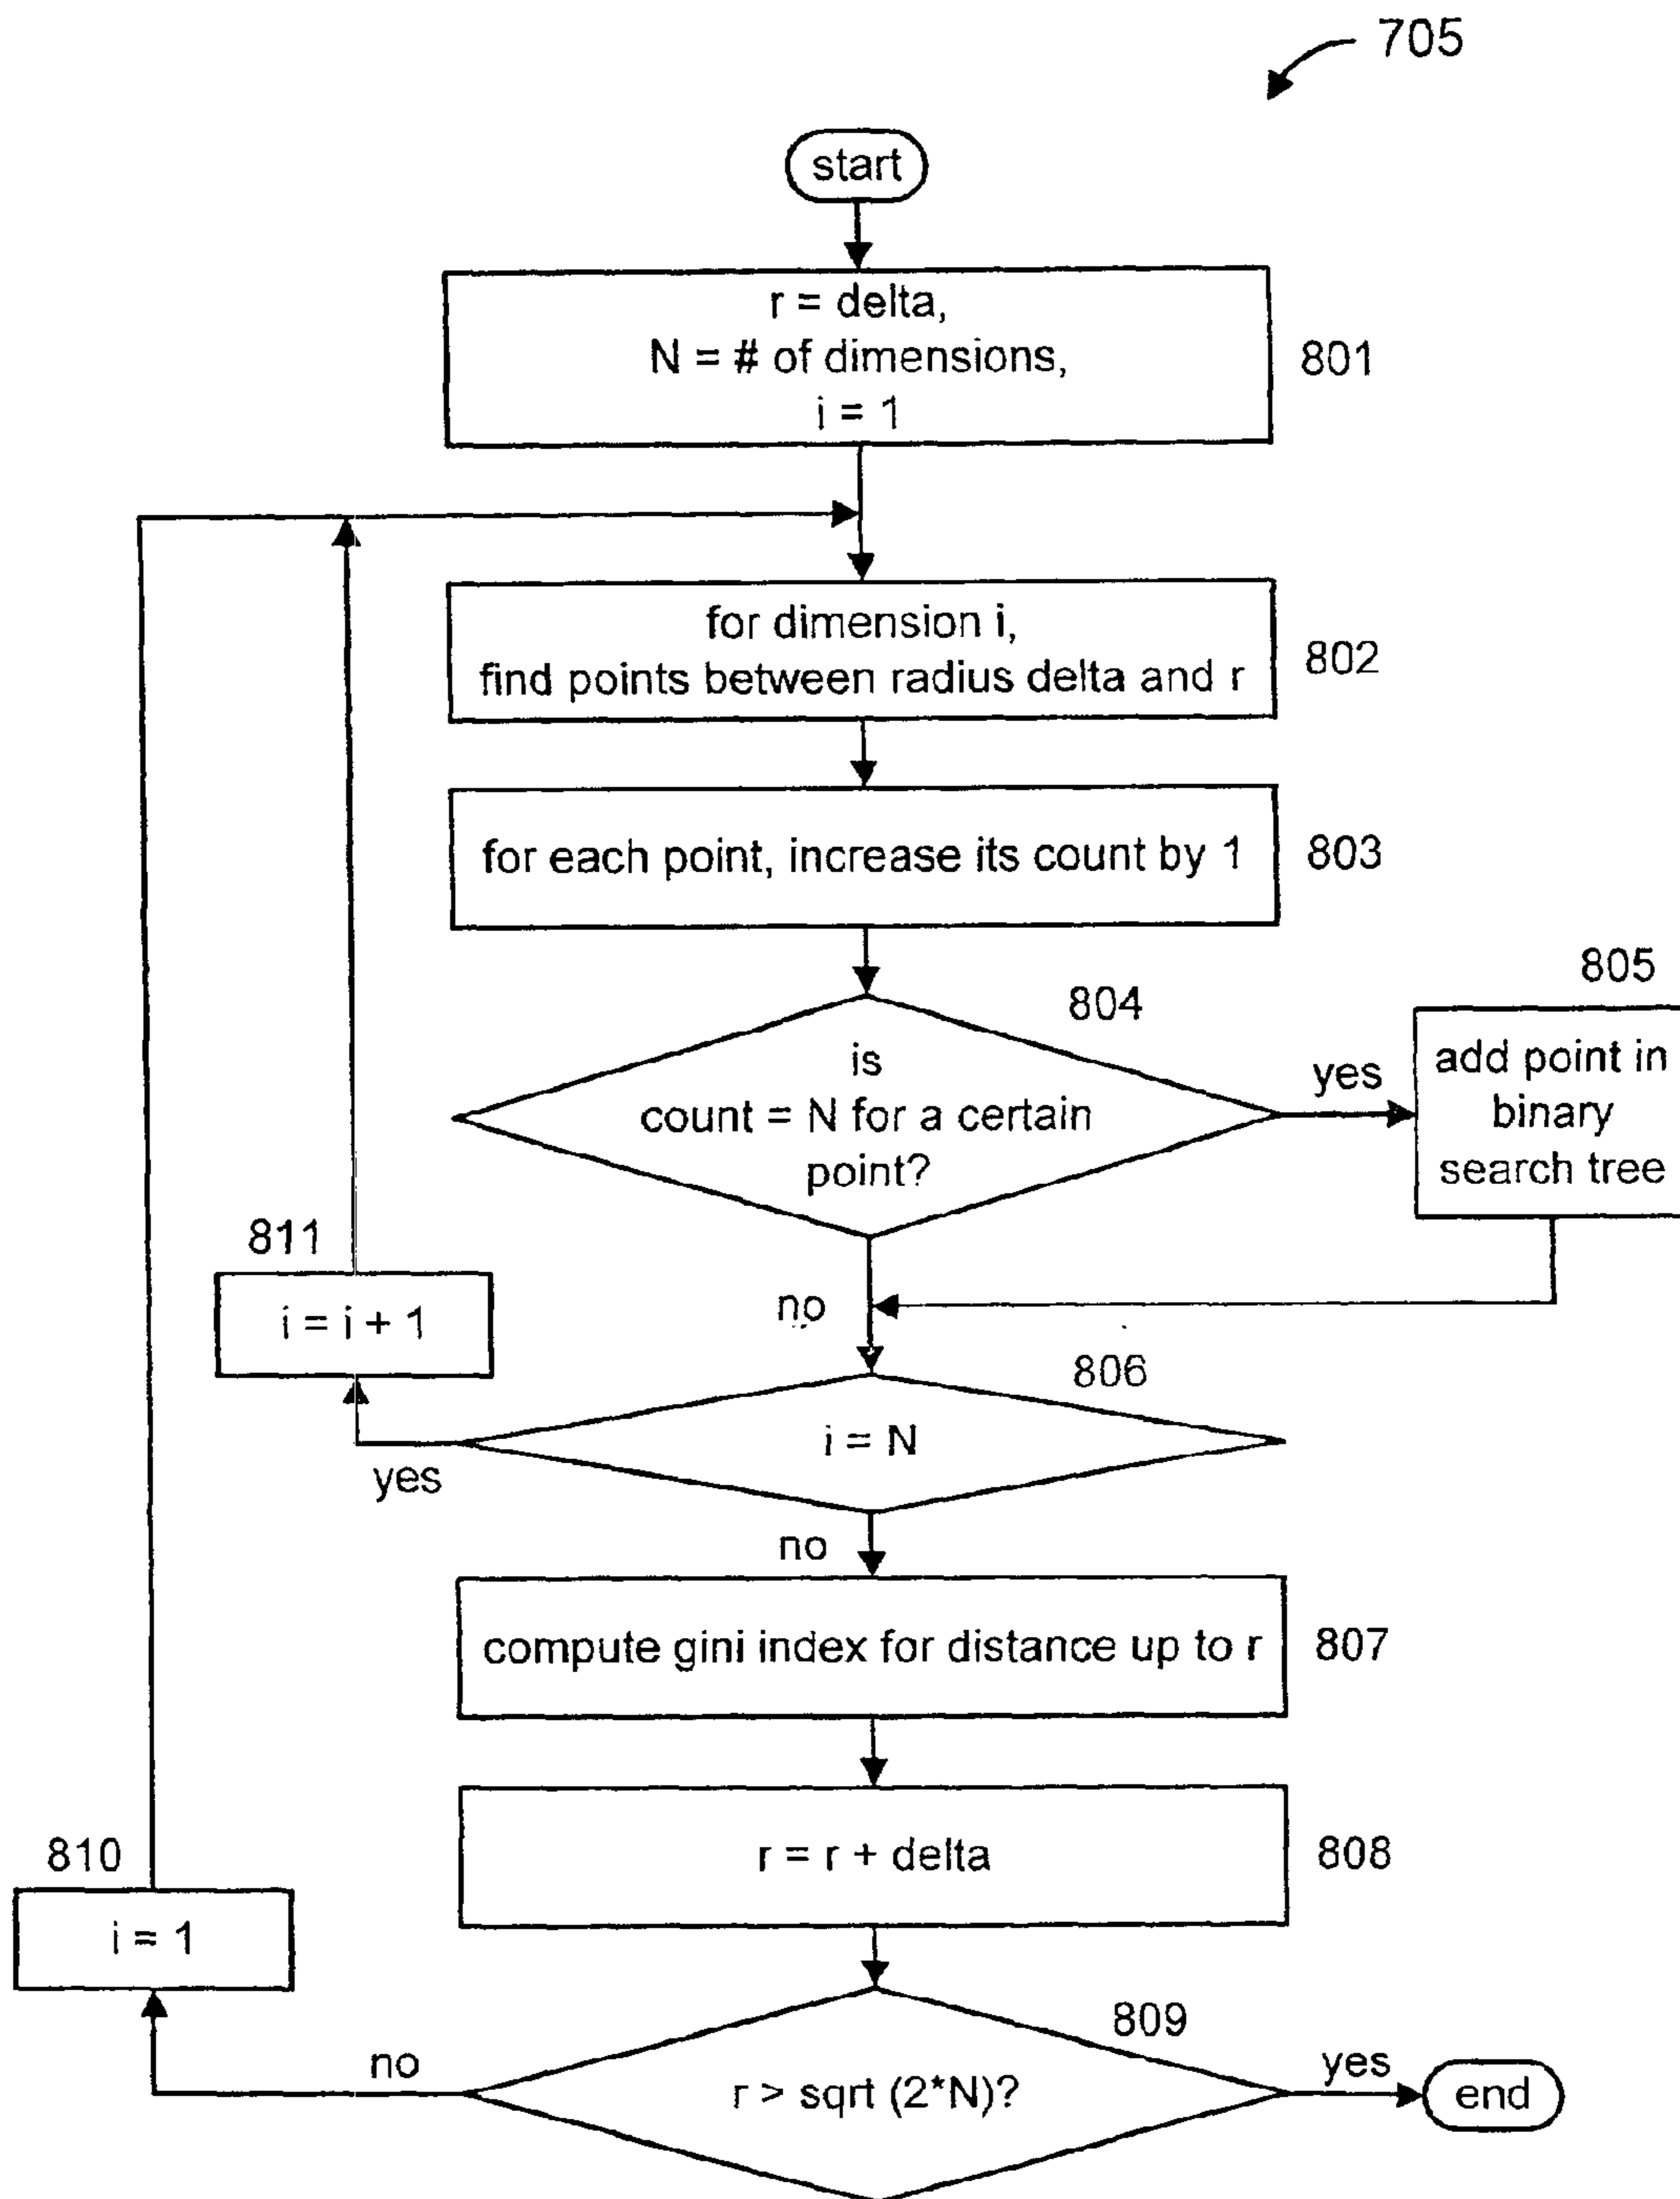 705
start
r = delta,
N = # of dimensions,
i = 1
801
for dimension i,
find points between radius delta and r
802
for each point, increase its count by 1
803
804
is
count = N for a certain
point?
yes
805
add point in
binary
search tree
811
i = i + 1
no
806
i = N
yes
no
compute gini index for distance up to r
807
r = r + delta
808
810
i = 1
809
no
r > sqrt (2*N)?
yes
end